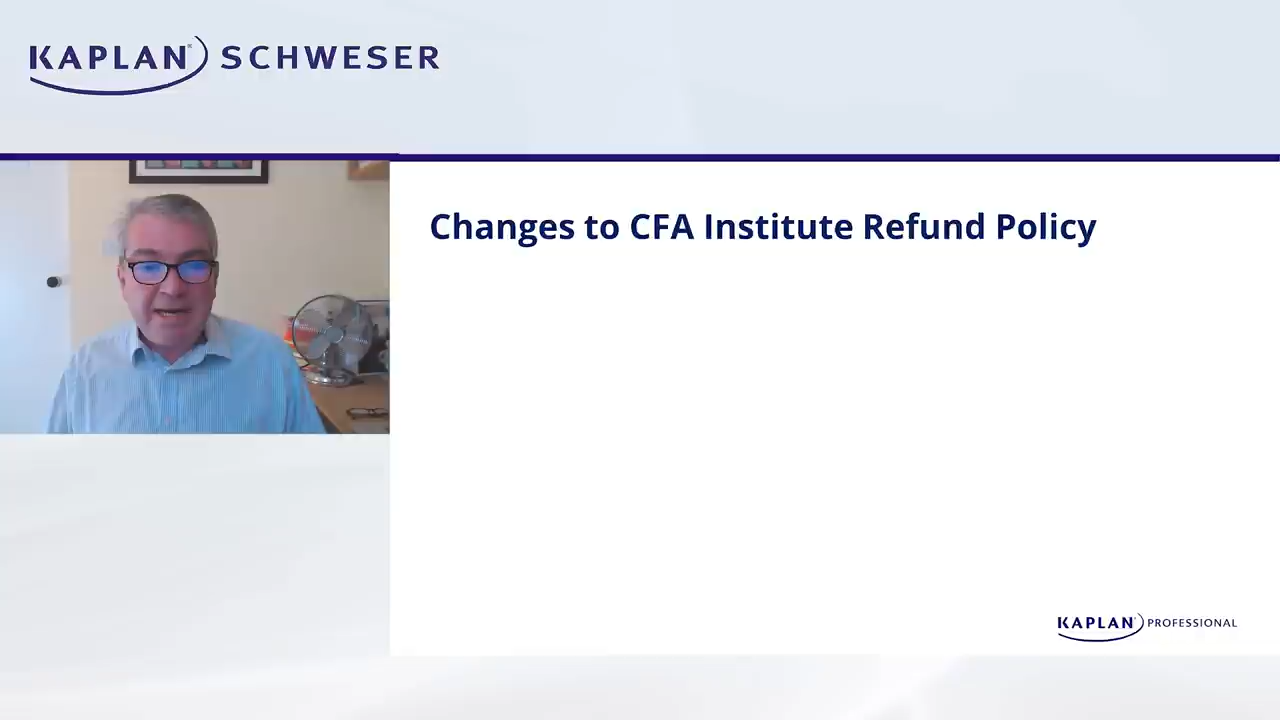 KAPLAN SCHWESER
Changes to CFA Institute Refund Policy
KAPLAN PROFESSIONAL